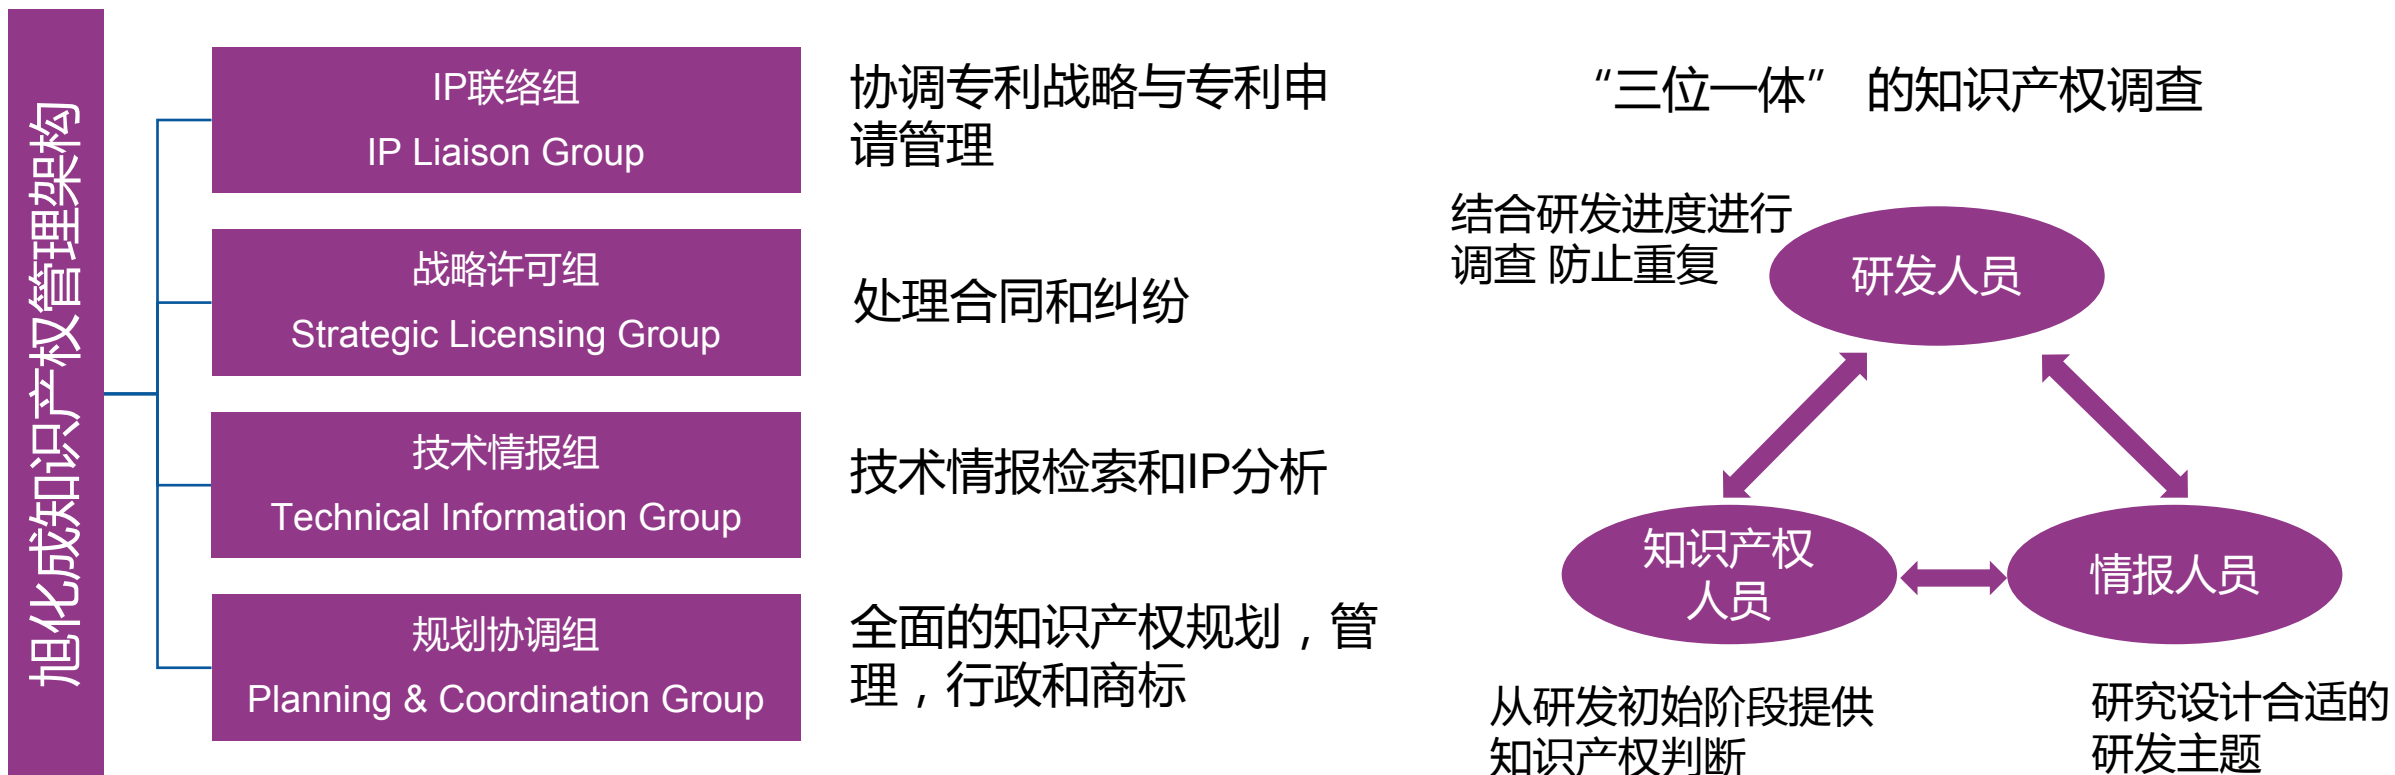 旭化成知识产权管理架构
IP联络组
IP Liaison Group
协调专利战略与专利申
请管理
战略许可组
Strategic Licensing Group
处理合同和纠纷
技术情报组
Technical Information Group
技术情报检索和IP分析
规划协调组
Planning & Coordination Group
全面的知识产权规划，管
理，行政和商标
“三位一体” 的知识产权调查
结合研发进度进行
调查 防止重复
研发人员
知识产权
人员
情报人员
从研发初始阶段提供
知识产权判断
研究设计合适的
研发主题